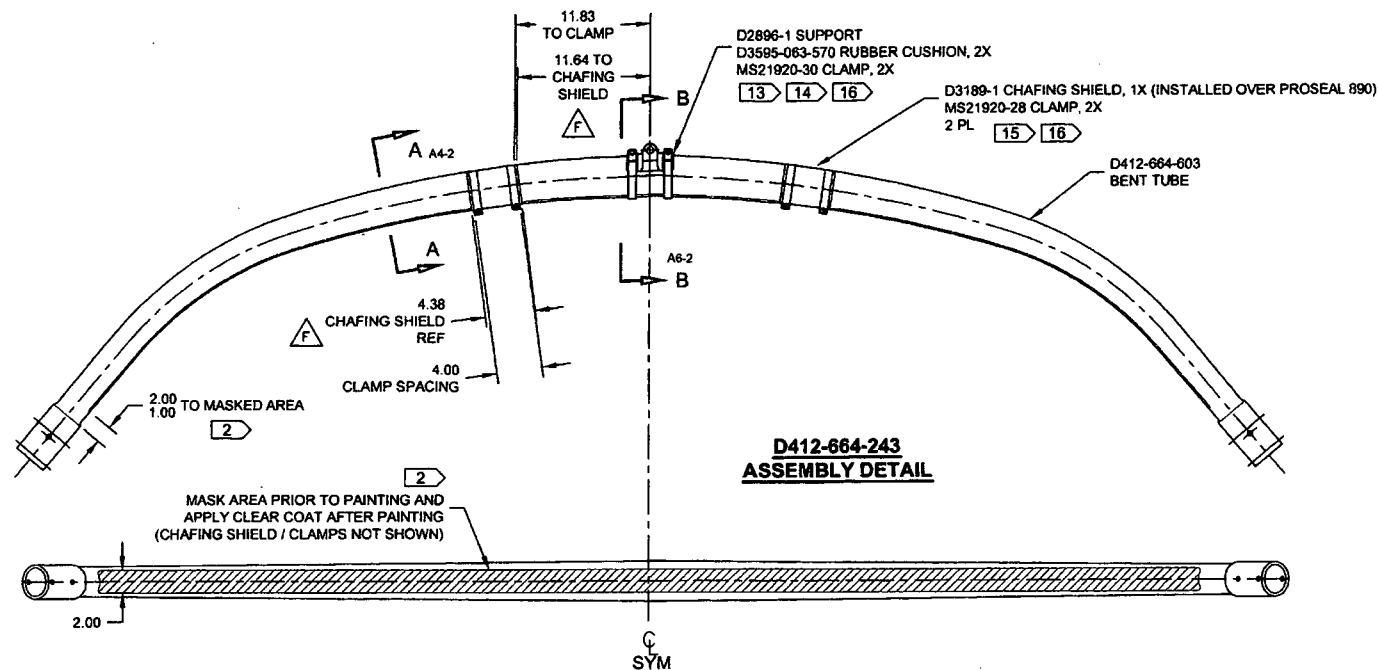 11.83
TO CLAMP
11.64 TO
CHAFING
SHIELD
F
B
D2896-1 SUPPORT
D3595-063-570 RUBBER CUSHION, 2X
MS21920-30 CLAMP, 2X
13 14 16
D3189-1 CHAFING SHIELD, 1X (INSTALLED OVER PROSEAL 890)
MS21920-28 CLAMP, 2X
2 PL 15 16
D412-664-603
BENT TUBE
A A4-2
A
A6-2
B
4.38
CHAFING SHIELD
REF
F
4.00
CLAMP SPACING
2.00
1.00 TO MASKED AREA
2
D412-664-243
ASSEMBLY DETAIL
2
MASK AREA PRIOR TO PAINTING AND
APPLY CLEAR COAT AFTER PAINTING
(CHAFING SHIELD / CLAMPS NOT SHOWN)
2.00
CL
SYM